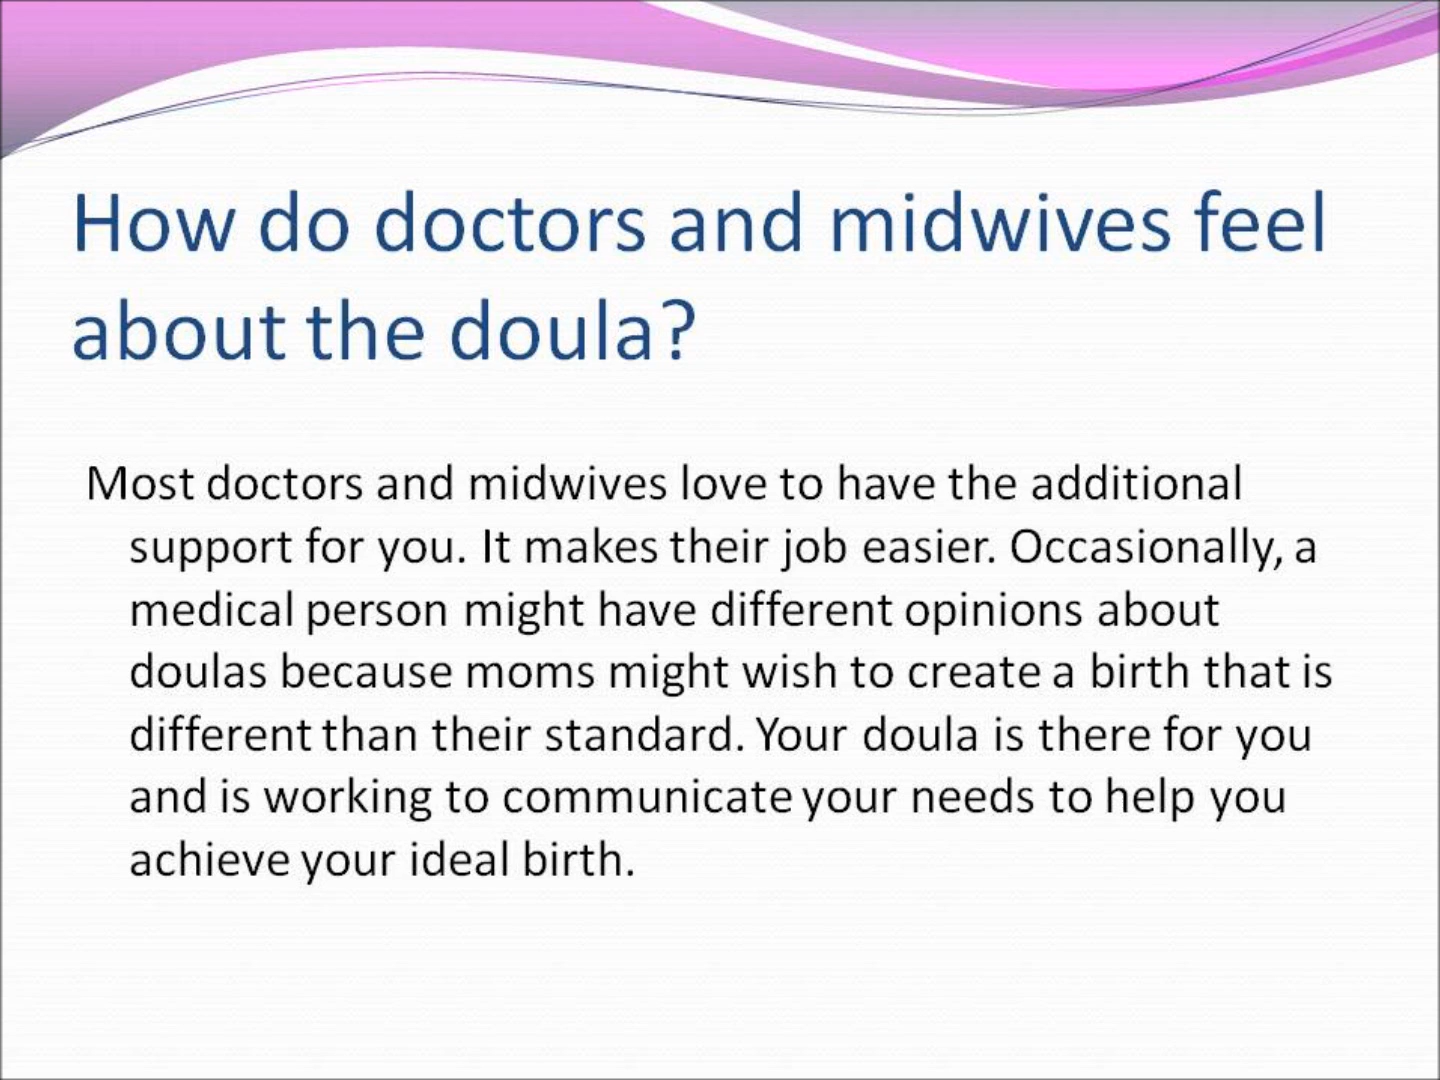 How do doctors and midwives feel
about the doula?
Most doctors and midwives love to have the additional
support for you. It makes their job easier. Occasionally, a
medical person might have different opinions about
doulas because moms might wish to create a birth that is
different than their standard. Your doula is there for you
and is working to communicate your needs to help you
achieve your ideal birth.